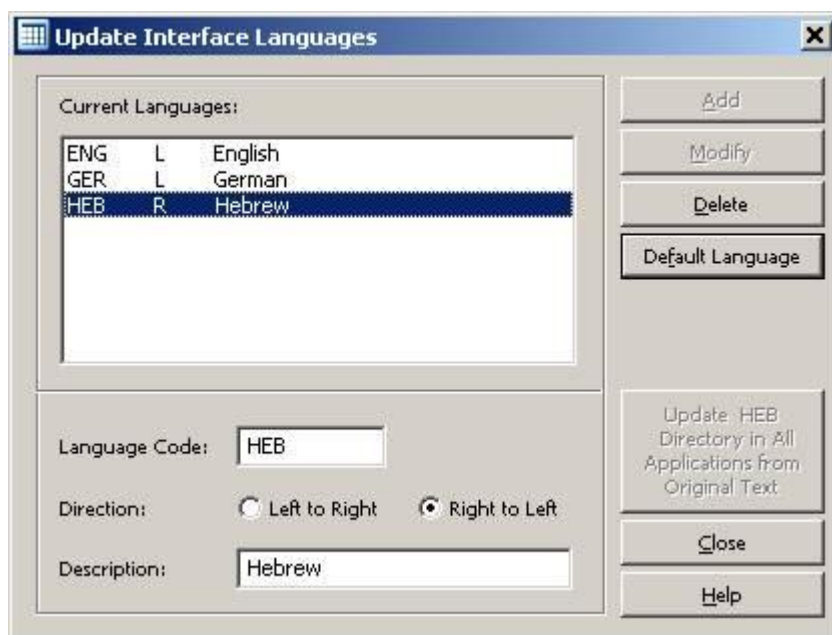 Update Interface Languages
Current Languages:
ENG L English
GER L German
HEB R Hebrew
Add
Modify
Delete
Default Language
Language Code: HEB
Direction: Left to Right Right to Left
Description: Hebrew
Update HEB
Directory in All
Applications from
Original Text
Close
Help